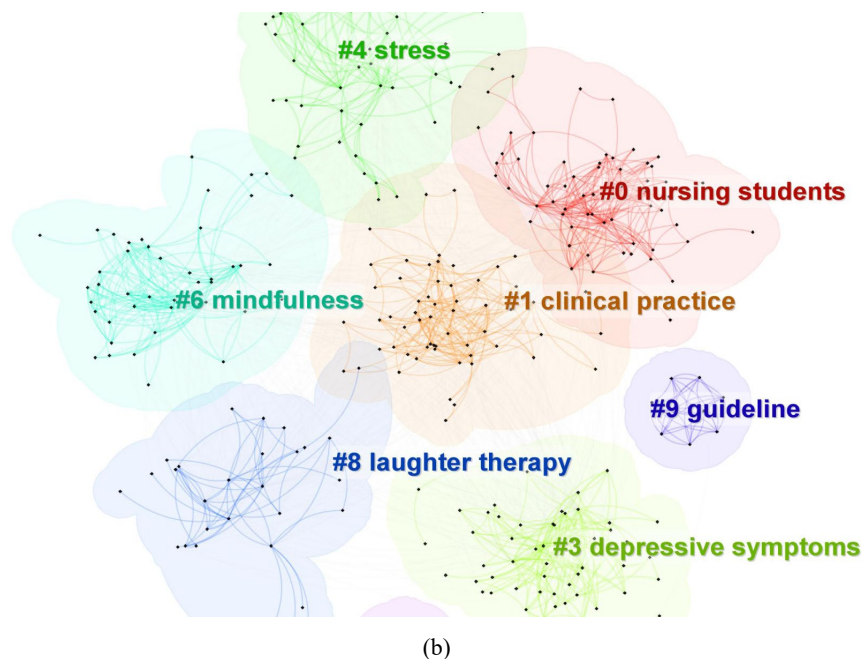 #4 stress
#0 nursing students
#6 mindfulness
#1 clinical practice
#9 guideline
#8 laughter therapy
#3 depressive symptoms
(b)